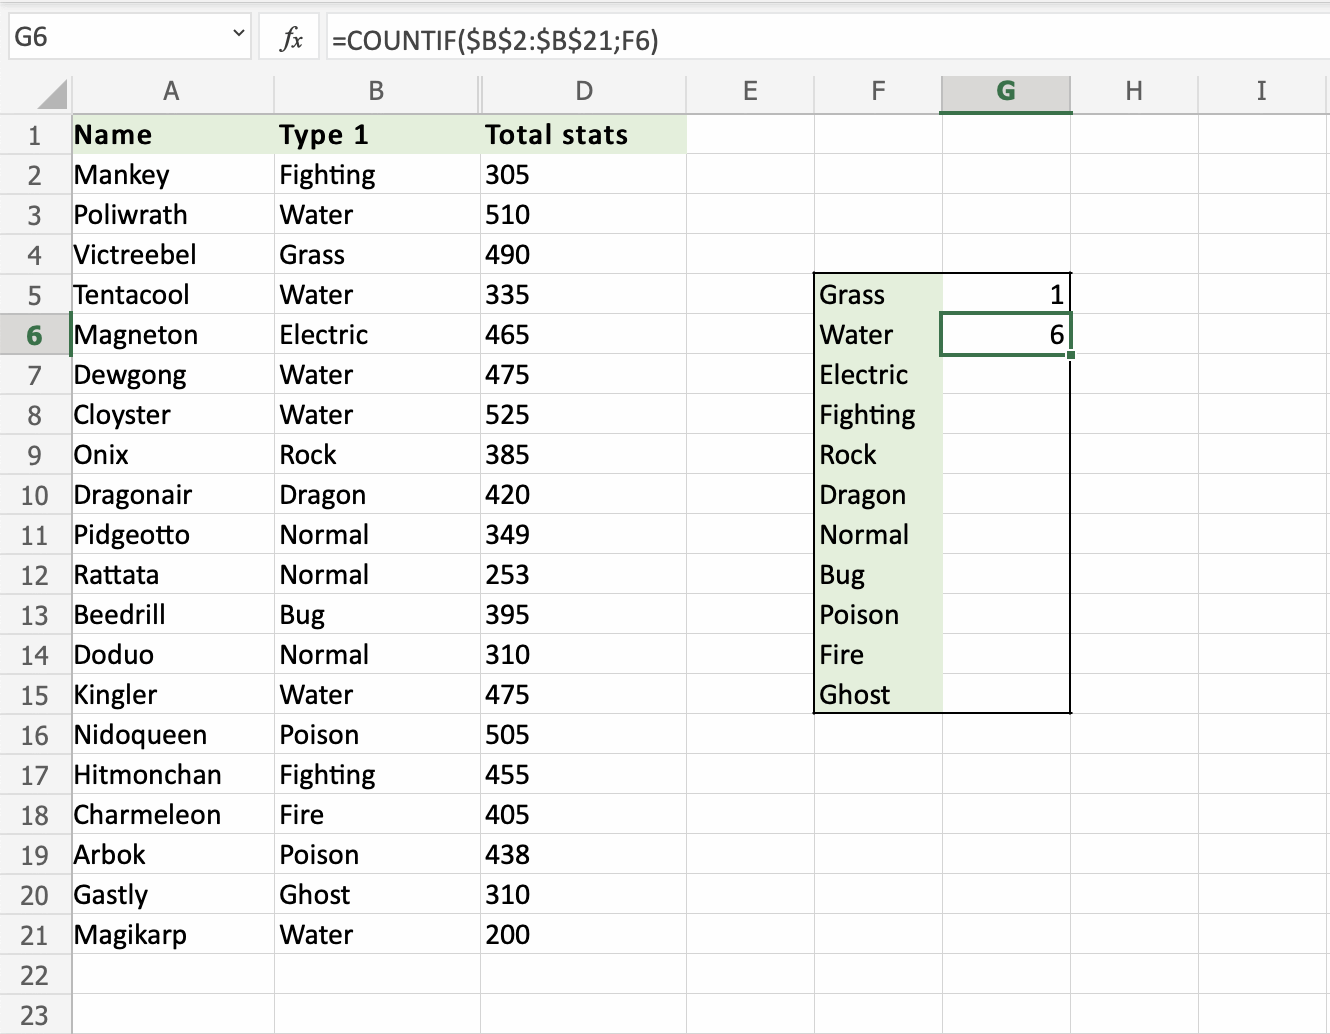 G6 fx =COUNTIF($B$2:$B$21;F6)
A B D E F G H I
1 Name Type 1 Total stats
2 Mankey Fighting 305
3 Poliwrath Water 510
4 Victreebel Grass 490
5 Tentacool Water 335 Grass 1
6 Magneton Electric 465 Water 6
7 Dewgong Water 475 Electric
8 Cloyster Water 525 Fighting
9 Onix Rock 385 Rock
10 Dragonair Dragon 420 Dragon
11 Pidgeotto Normal 349 Normal
12 Rattata Normal 253 Bug
13 Beedrill Bug 395 Poison
14 Doduo Normal 310 Fire
15 Kingler Water 475 Ghost
16 Nidoqueen Poison 505
17 Hitmonchan Fighting 455
18 Charmeleon Fire 405
19 Arbok Poison 438
20 Gastly Ghost 310
21 Magikarp Water 200
22
23